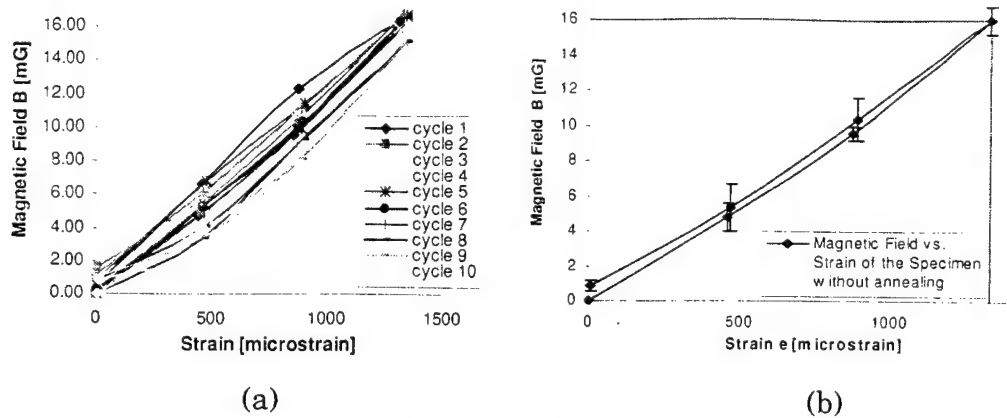 16.00
14.00
12.00
10.00
8.00
6.00
4.00
2.00
0.00
Magnetic Field B [mG]
0
500
1000
1500
Strain [microstrain]
cycle 1
cycle 2
cycle 3
cycle 4
cycle 5
cycle 6
cycle 7
cycle 8
cycle 9
cycle 10
(a)
16
14
12
10
8
6
4
2
0
Magnetic Field B [mG]
0
500
1000
Strain e [microstrain]
Magnetic Field vs.
Strain of the Specimen
without annealing
(b)